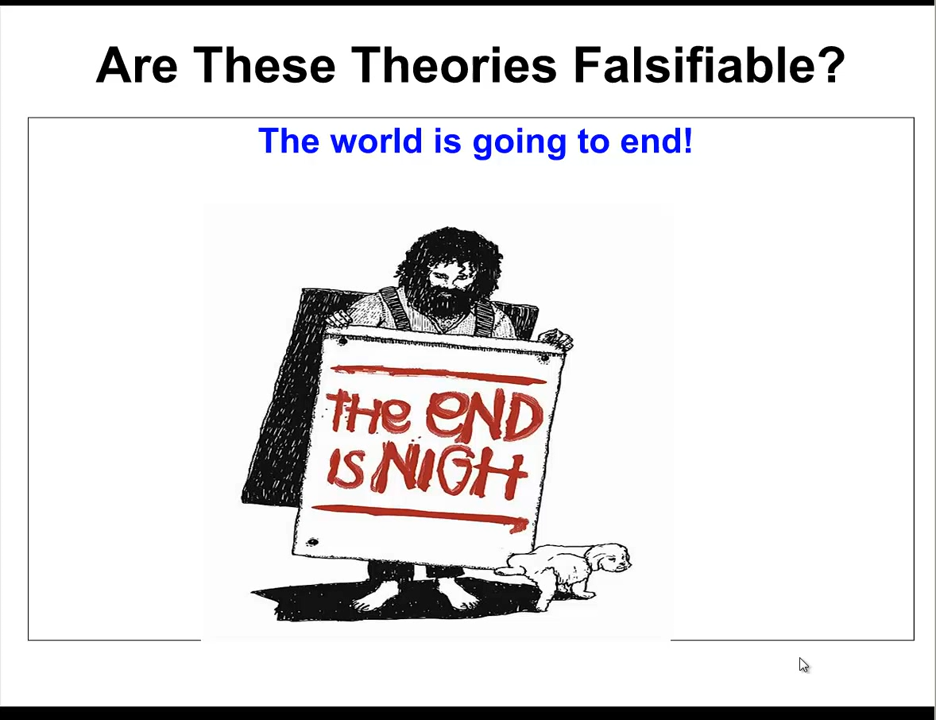 Are These Theories Falsifiable?
The world is going to end!
THE END
IS NIGH